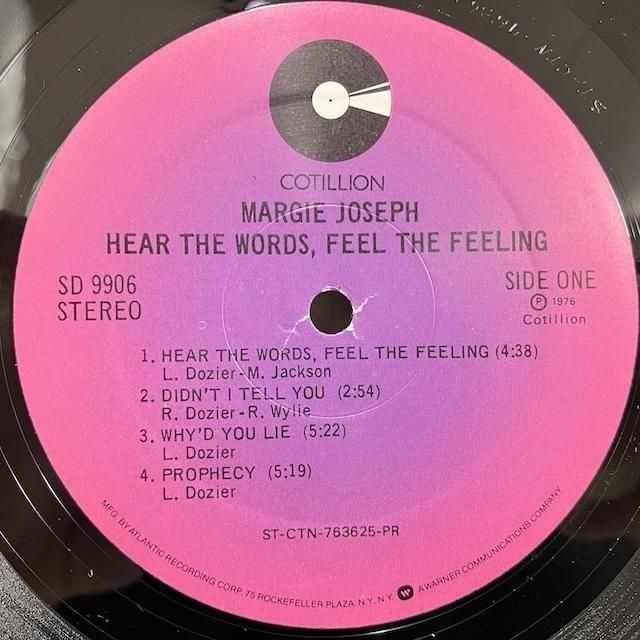 COTILLION
MARGIE JOSEPH
HEAR THE WORDS, FEEL THE FEELING
SD 9906
STEREO
SIDE ONE
Ⓟ 1976
Cotillion
1. HEAR THE WORDS, FEEL THE FEELING (4:38)
L. Dozier-M. Jackson
2. DIDN'T I TELL YOU (2:54)
R. Dozier-R. Wylie
3. WHY'D YOU LIE (5:22)
L. Dozier
4. PROPHECY (5:19)
L. Dozier
ST-CTN-763625-PR
MFG. BY ATLANTIC RECORDING CORP. 75 ROCKEFELLER PLAZA, N.Y., N.Y. A WARNER COMMUNICATIONS COMPANY